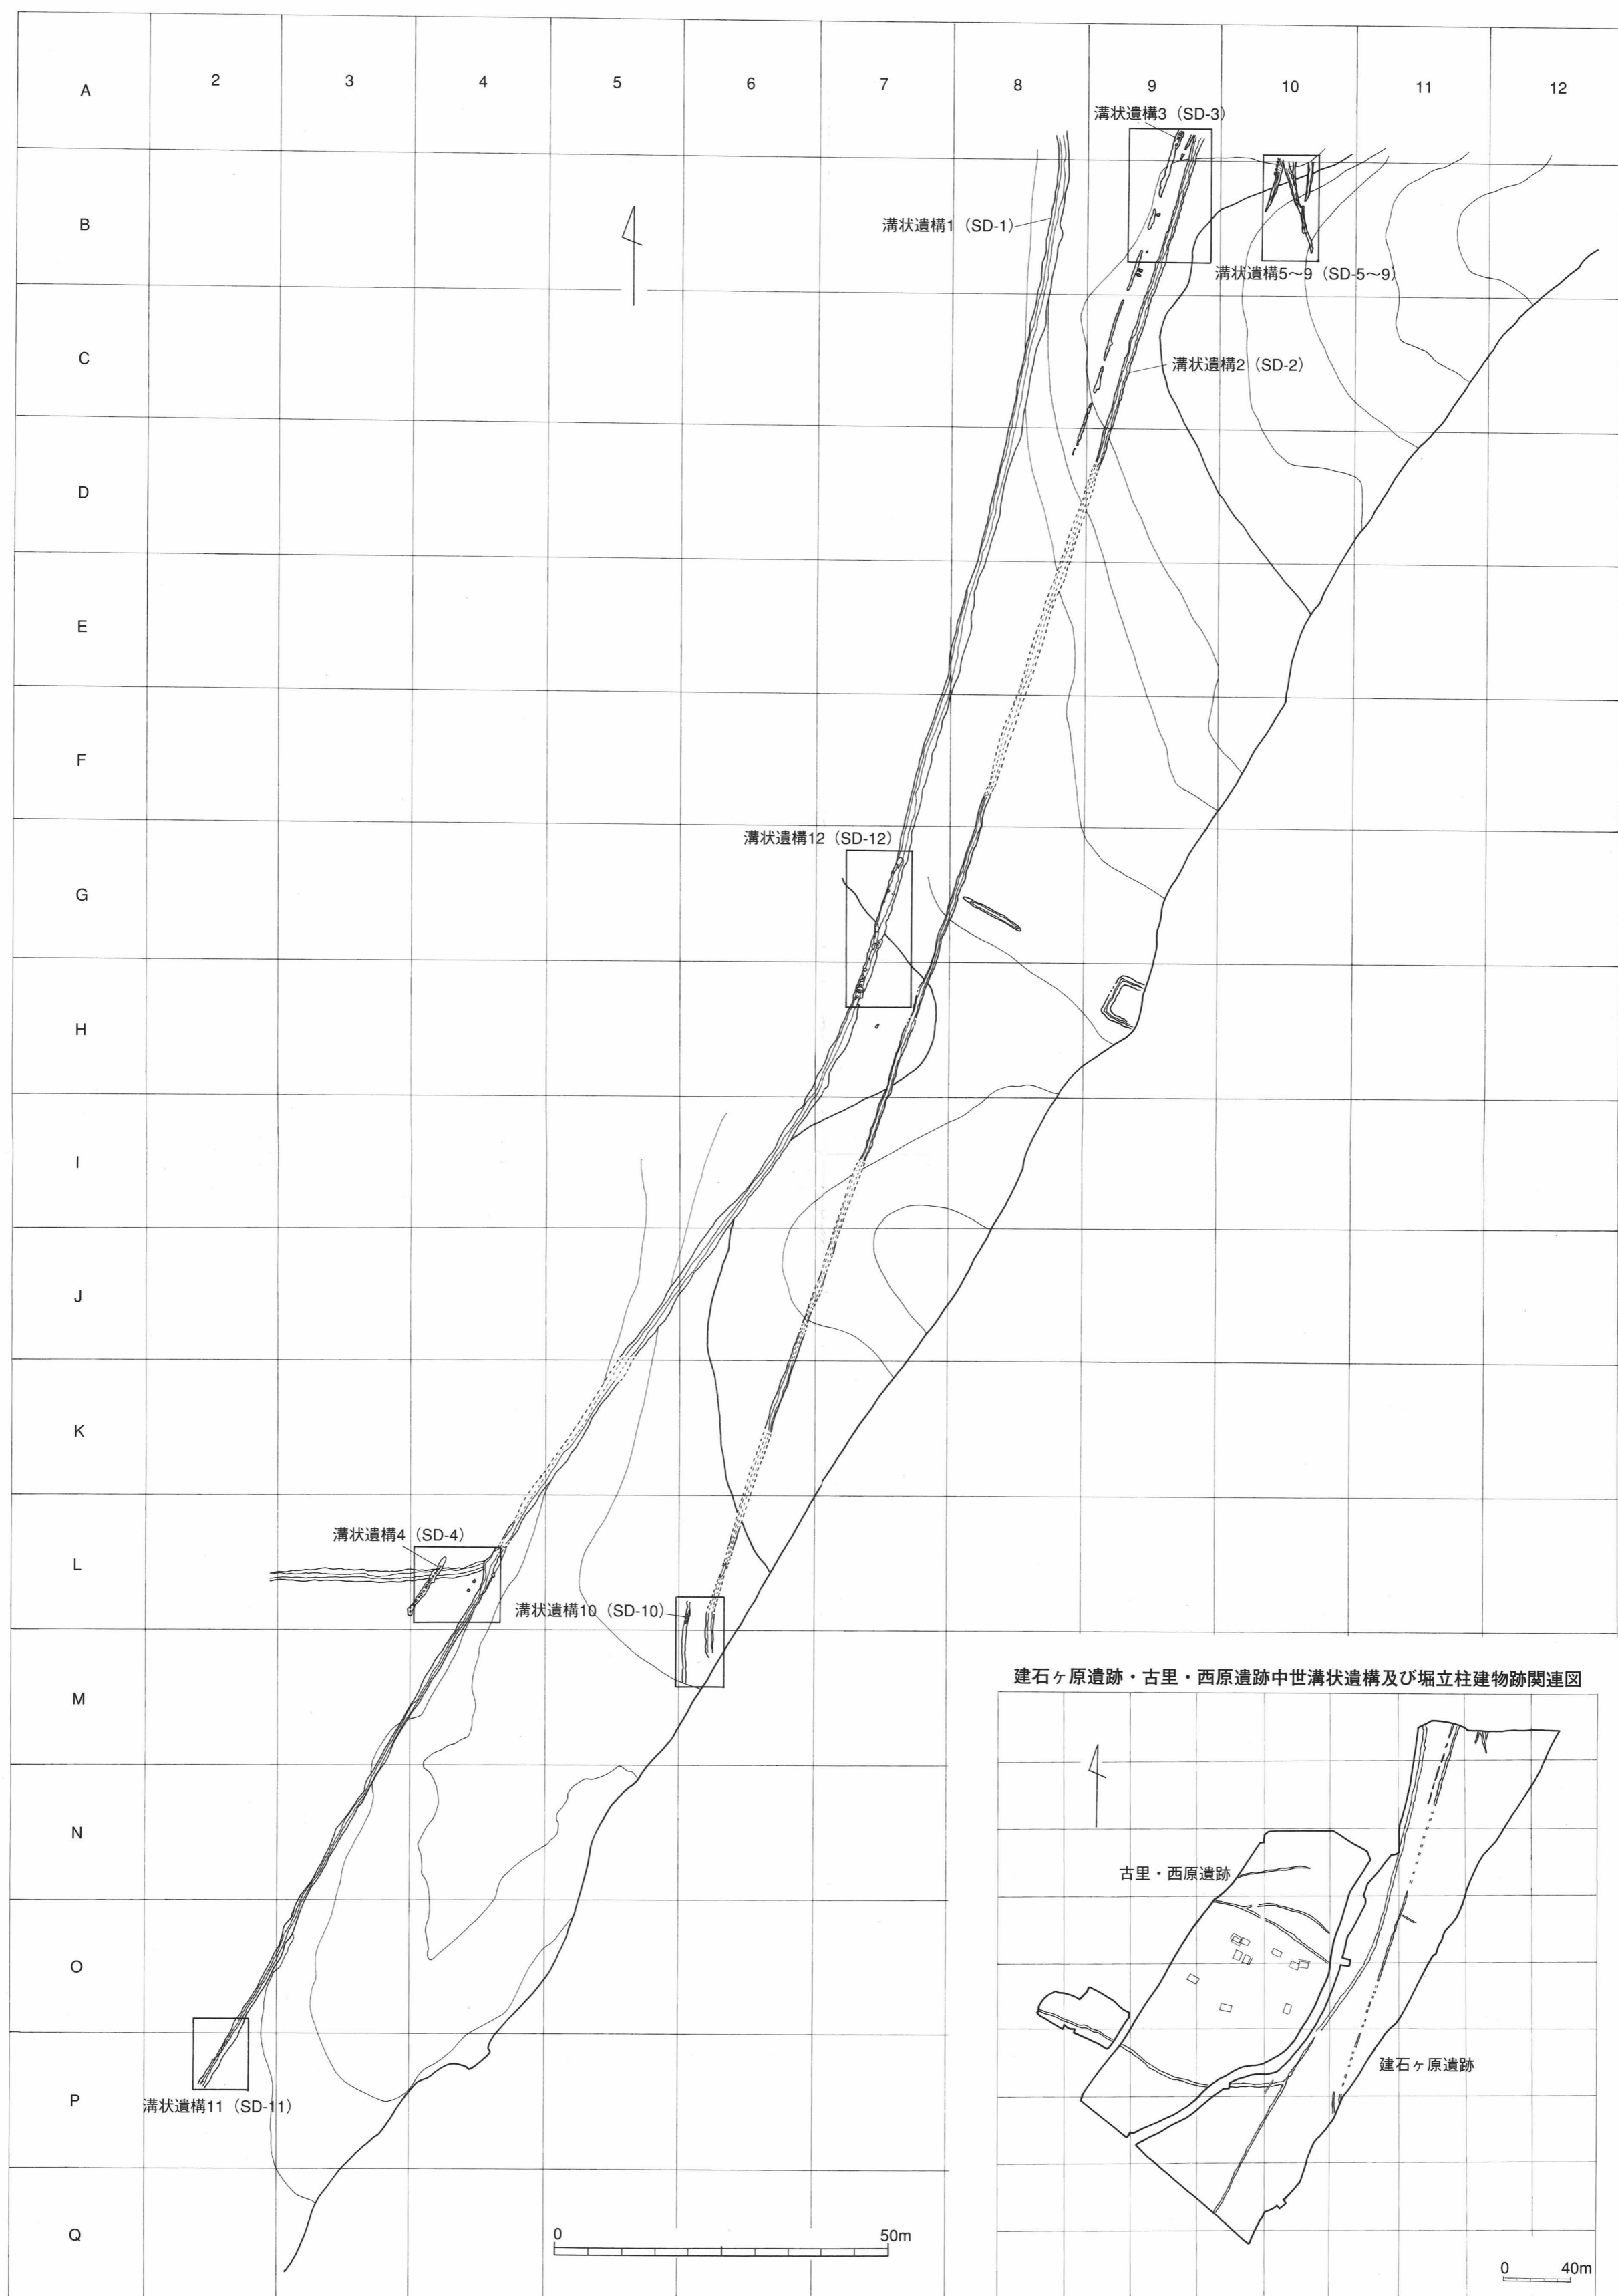 2
3
4
5
6
7
8
9
10
11
12
A
B
C
D
E
F
G
H
I
J
K
L
M
N
O
P
Q
溝状遺構3（SD-3）
溝状遺構1（SD-1）
溝状遺構5～9（SD-5～9）
溝状遺構2（SD-2）
溝状遺構12（SD-12）
溝状遺構4（SD-4）
溝状遺構10（SD-10）
溝状遺構11（SD-11）
0 50m
建石ヶ原遺跡・古里・西原遺跡中世溝状遺構及び堀立柱建物跡関連図
古里・西原遺跡
建石ヶ原遺跡
0 40m